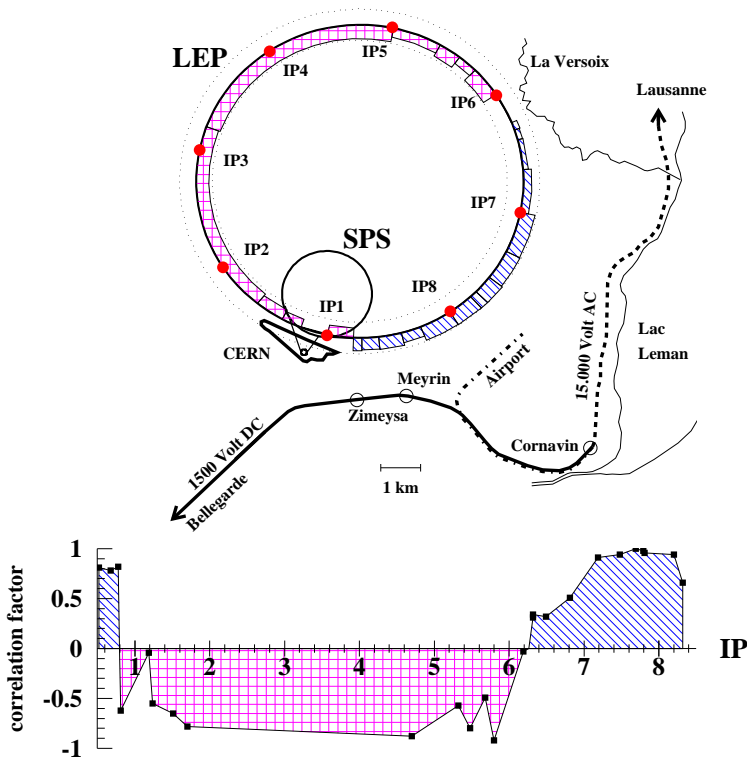 LEP
IP5
IP4
La Versoix
Lausanne
IP6
IP3
IP7
SPS
IP2
IP8
IP1
CERN
15.000 Volt AC
Lac
Leman
Airport
Meyrin
Zimeysa
Cornavin
1500 Volt DC
Bellegarde
1 km
correlation factor
1
0.5
0
-0.5
-1
1 2 3 4 5 6 7 8
IP